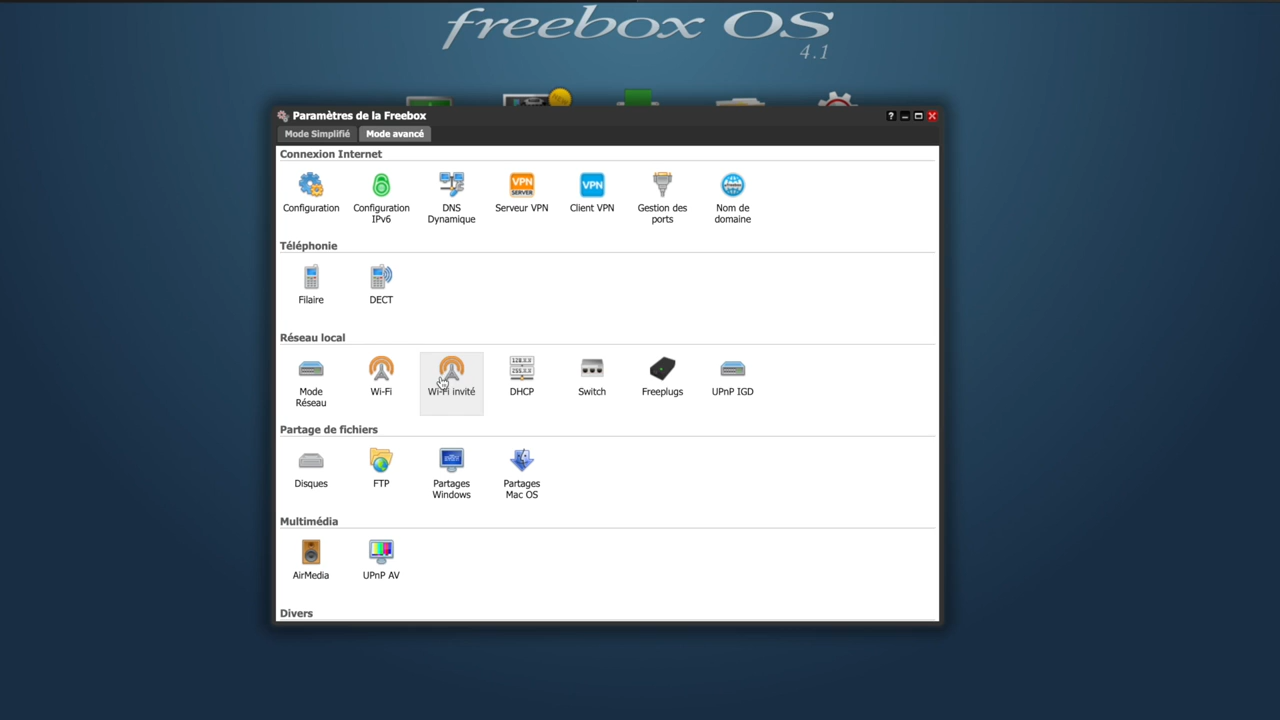 freebox OS
4.1
Paramètres de la Freebox
?
Mode Simplifié Mode avancé
Connexion Internet
Configuration
Configuration
IPv6
DNS
Dynamique
VPN
SERVER
Serveur VPN
VPN
Client VPN
Gestion des
ports
Nom de
domaine
Téléphonie
Filaire
DECT
Réseau local
Mode
Réseau
Wi-Fi
Wi-Fi invité
DHCP
Switch
Freeplugs
UPnP IGD
Partage de fichiers
Disques
FTP
Partages
Windows
Partages
Mac OS
Multimédia
AirMedia
UPnP AV
Divers